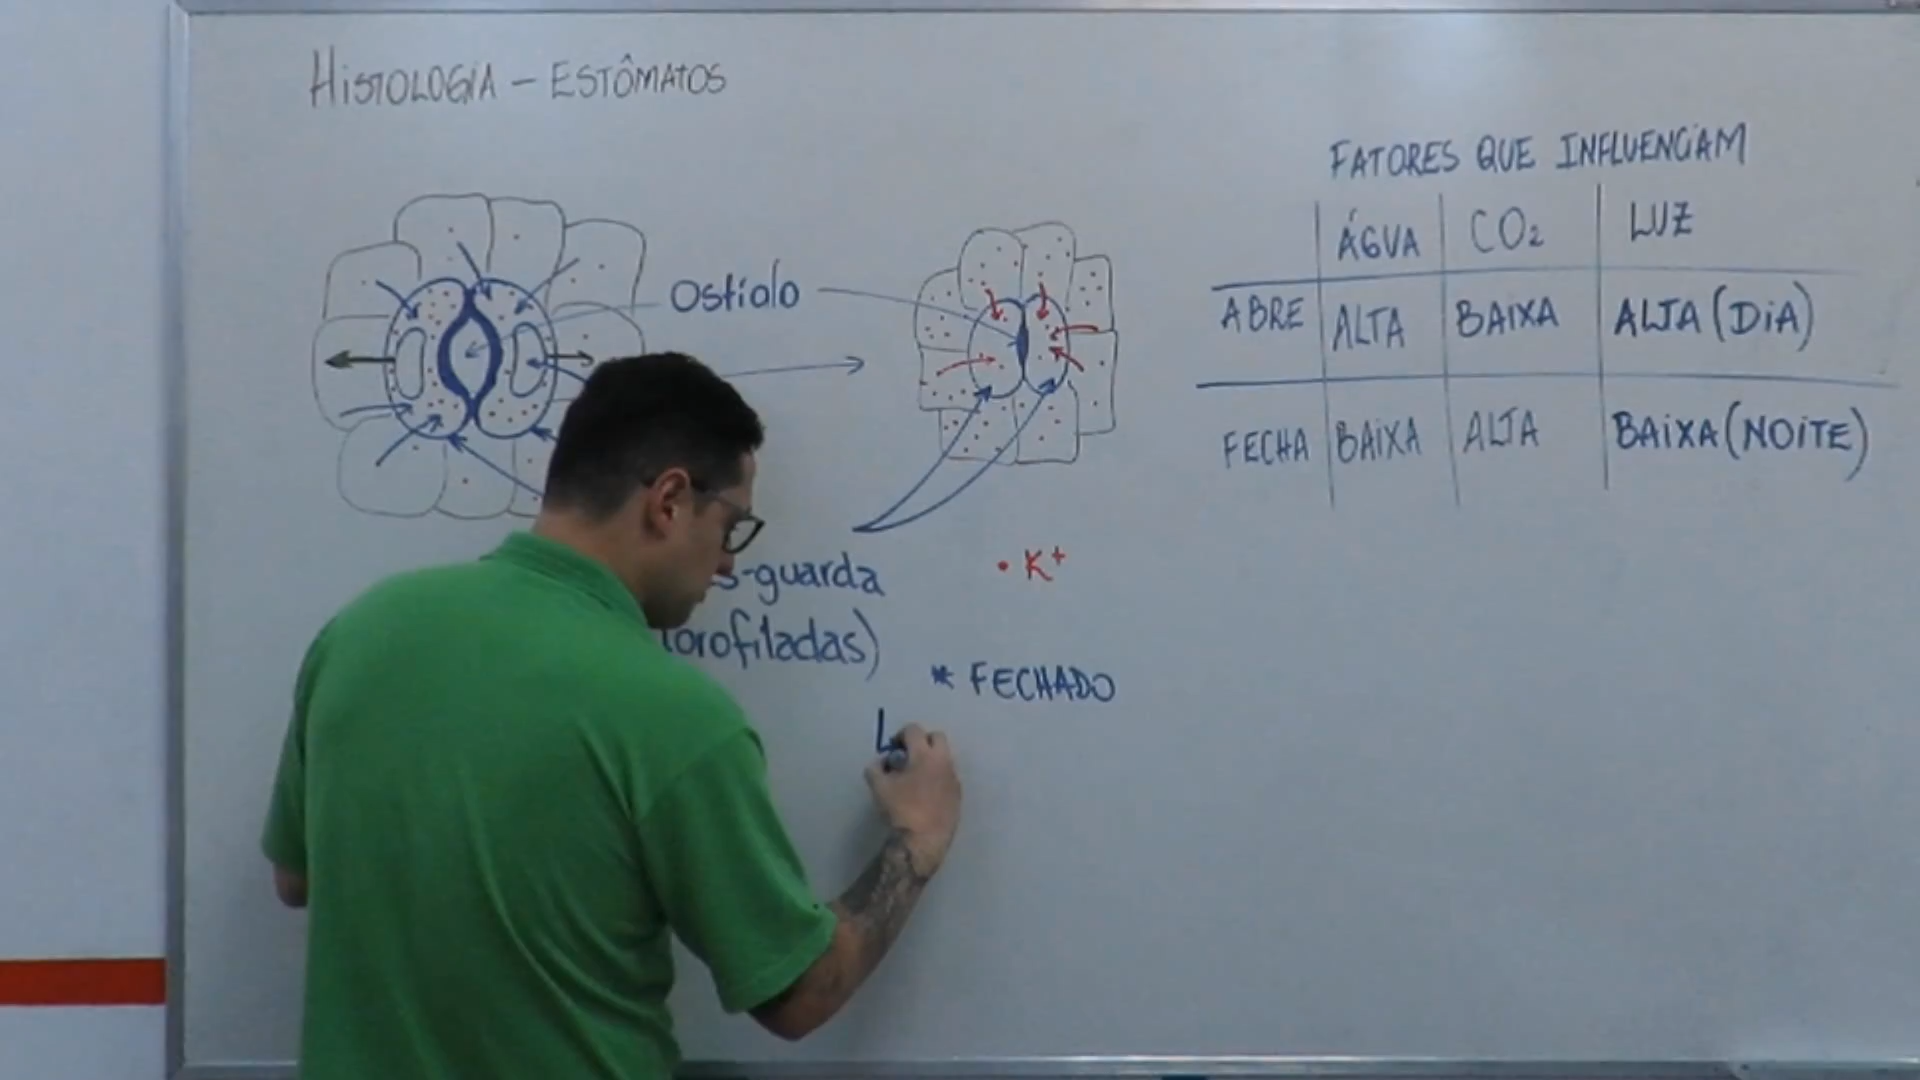 HISTOLOGIA - ESTÔMATOS
FATORES QUE INFLUENCIAM
ÁGUA CO₂ LUZ
ABRE ALTA BAIXA ALTA (DIA)
FECHA BAIXA ALTA BAIXA (NOITE)
Ostíolo
s-guarda
lorofiladas)
• K⁺
* FECHADO
L